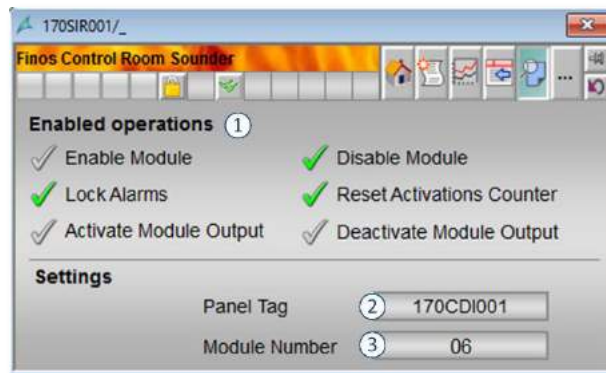 170SIR001/_
Finos Control Room Sounder
...
Enabled operations 1
Enable Module Disable Module
Lock Alarms Reset Activations Counter
Activate Module Output Deactivate Module Output
Settings
Panel Tag 2 170CDI001
Module Number 3 06